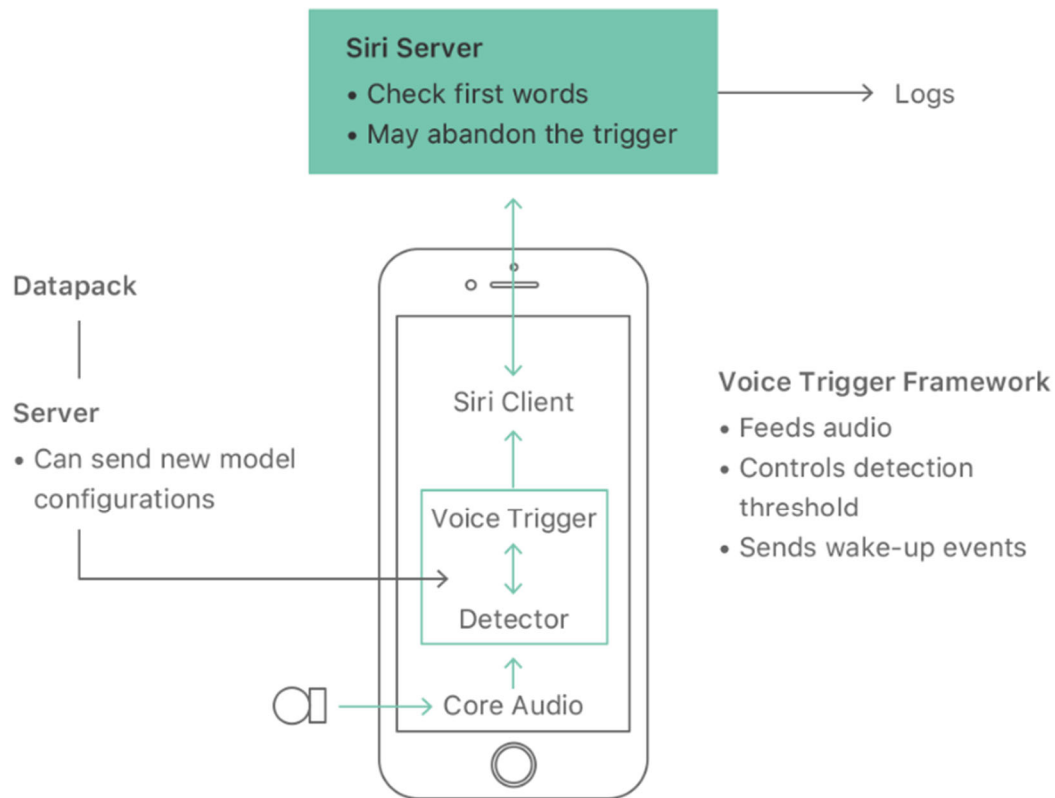 Siri Server
• Check first words
• May abandon the trigger
Logs
Datapack
Server
• Can send new model
configurations
Siri Client
Voice Trigger
Detector
Core Audio
Voice Trigger Framework
• Feeds audio
• Controls detection
threshold
• Sends wake-up events